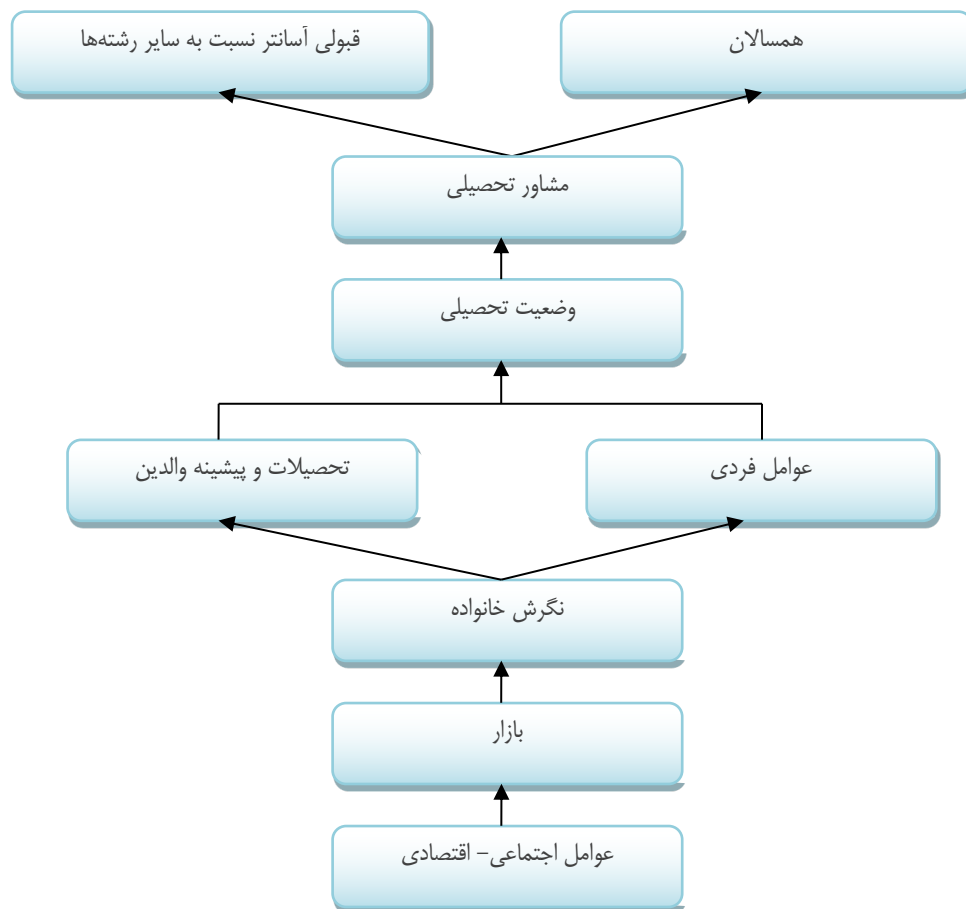 همسالان
قبولی آسانتر نسبت به سایر رشته‌ها
مشاور تحصیلی
وضعیت تحصیلی
عوامل فردی
تحصیلات و پیشینه والدین
نگرش خانواده
بازار
عوامل اجتماعی- اقتصادی